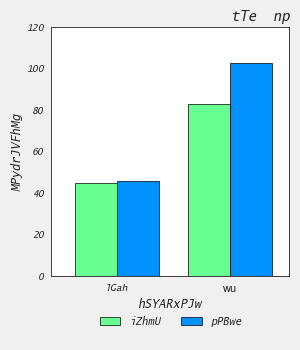 tTe  np
MPydrJVFhMg
120
100
80
60
40
20
0
lGah
wu
hSYARxPJw
iZhmU
pPBwe